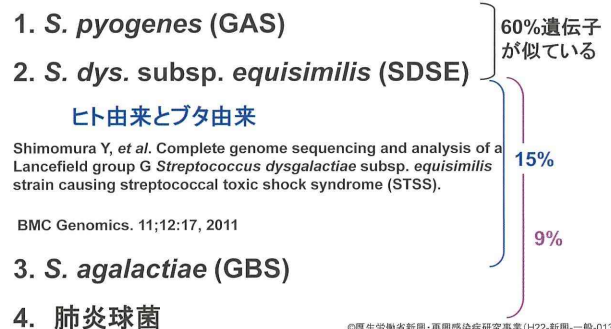 1. S. pyogenes (GAS)
60%遺伝子
が似ている
2. S. dys. subsp. equisimilis (SDSE)
ヒト由来とブタ由来
Shimomura Y, et al. Complete genome sequencing and analysis of a
Lancefield group G Streptococcus dysgalactiae subsp. equisimilis
strain causing streptococcal toxic shock syndrome (STSS).
15%
BMC Genomics. 11;12:17, 2011
9%
3. S. agalactiae (GBS)
4. 肺炎球菌
©厚生労働省新興・再興感染症研究事業(H22-新興-一般-013